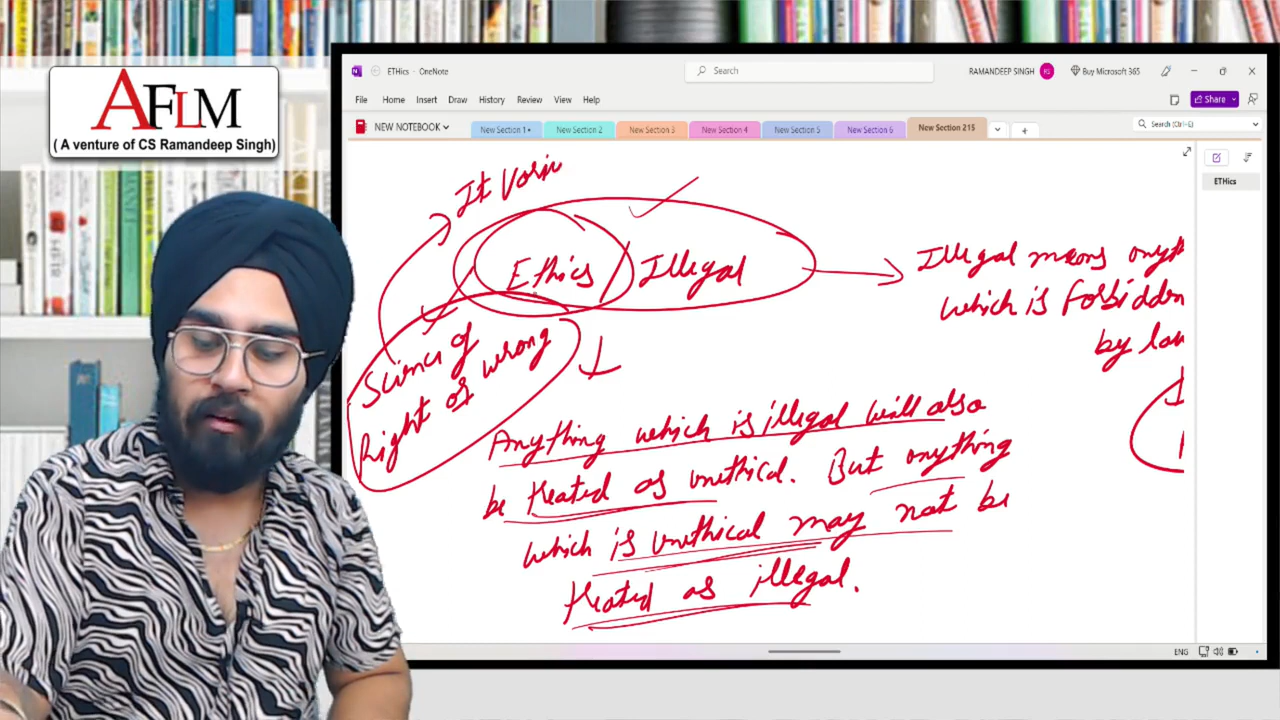 AFLM
( A venture of CS Ramandeep Singh)
ETHics - OneNote
Search
RAMANDEEP SINGH
RS
Buy Microsoft 365
File Home Insert Draw History Review View Help
Share
NEW NOTEBOOK
New Section 1
New Section 2
New Section 3
New Section 4
New Section 5
New Section 6
New Section 215
Search (Ctrl+E)
ETHics
It
Ethics / Illegal
Science of
Right or wrong
Illegal means
which is Forbidden
by
Anything which is illegal will also
be treated as unethical. But anything
which is unethical may not be
treated as illegal.
ENG